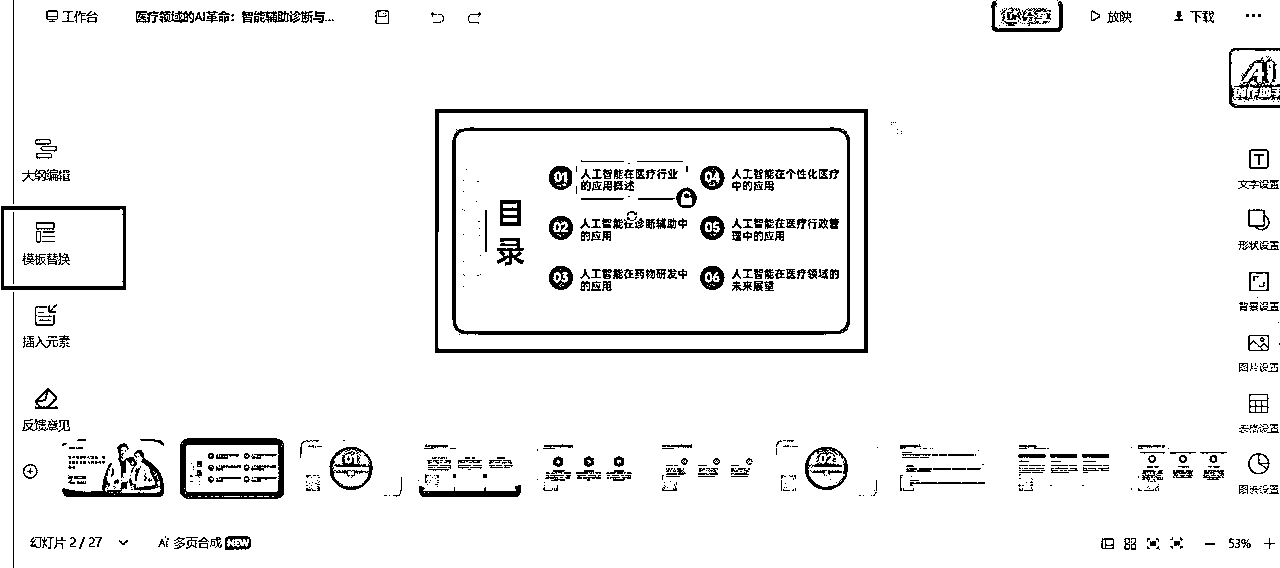 工作台
医疗领域的AI革命：智能辅助诊断与...
放映
下载
大纲编辑
模板替换
插入元素
反馈意见
目录
01
人工智能在医疗行业
的应用概述
02
人工智能在诊断辅助中
的应用
03
人工智能在药物研发中
的应用
04
人工智能在个性化医疗
中的应用
05
人工智能在医疗行政管
理中的应用
06
人工智能在医疗领域的
未来展望
Ai
文字设置
形状设置
背景设置
图片设置
表格设置
图表设置
01
02
幻灯片 2 / 27
Ai 多页合成 NEW
53%